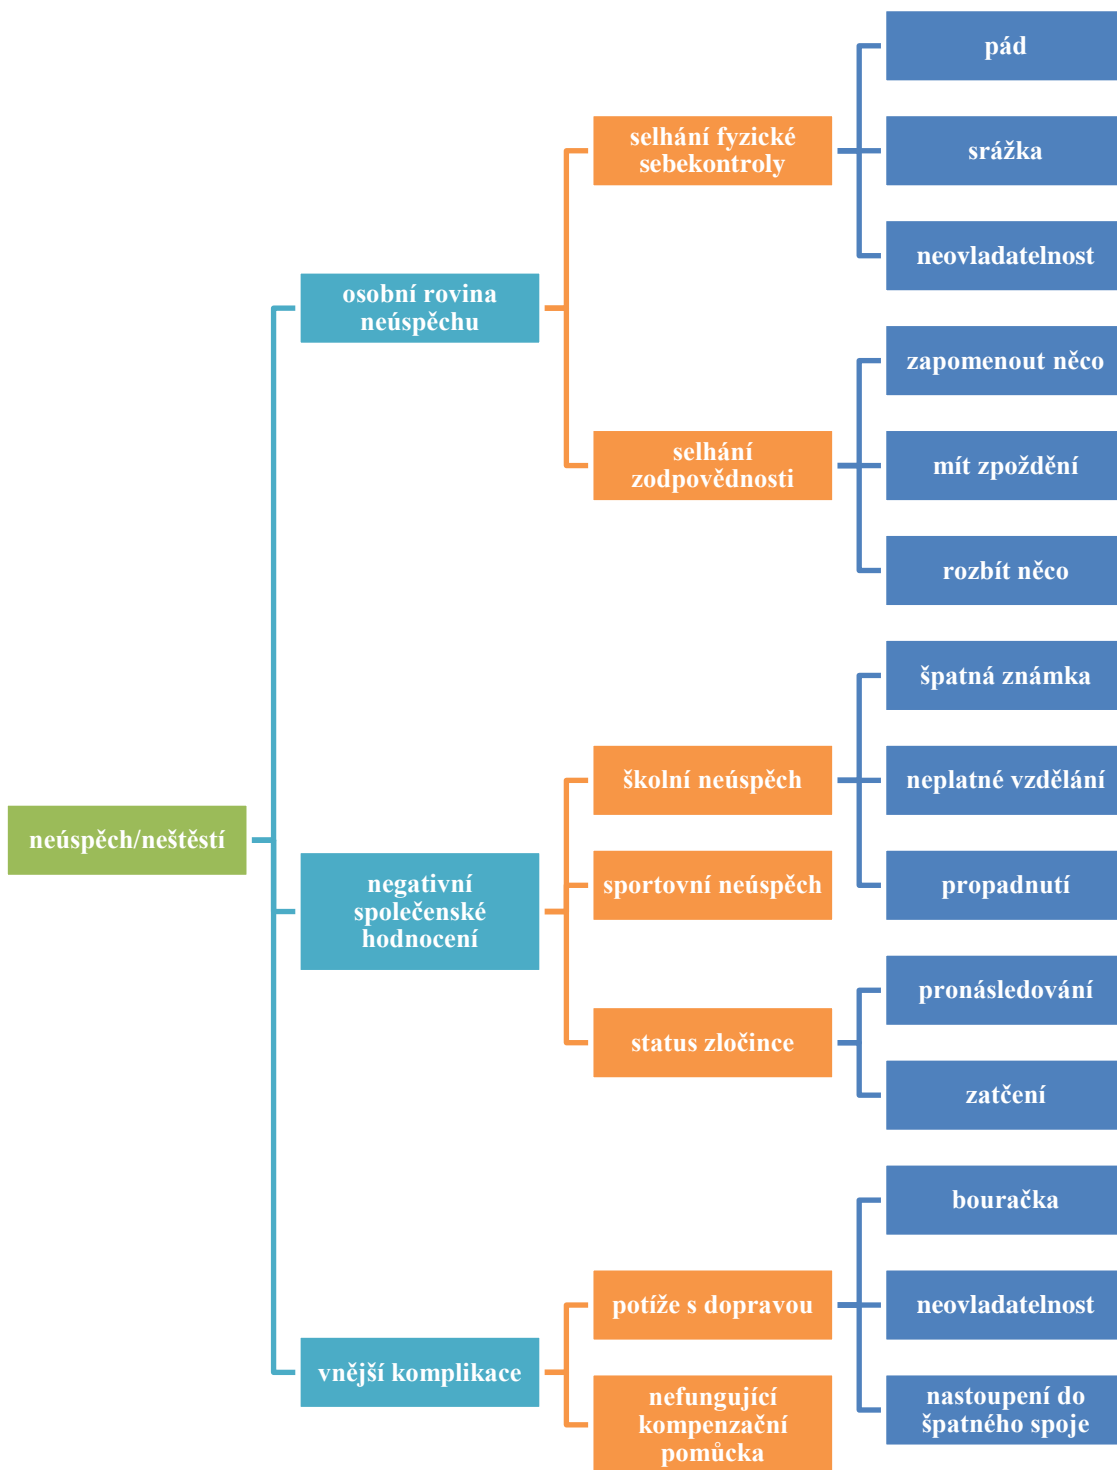 pád
selhání fyzické
sebekontroly
srážka
neovladatelnost
osobní rovina
neúspěchu
zapomenout něco
selhání
zodpovědnosti
mít zpoždění
rozbít něco
špatná známka
školní neúspěch
neplatné vzdělání
neúspěch/neštěstí
negativní
společenské
hodnocení
sportovní neúspěch
propadnutí
pronásledování
status zločince
zatčení
bouračka
potíže s dopravou
neovladatelnost
vnější komplikace
nefungující
kompenzační
pomůcka
nastoupení do
špatného spoje